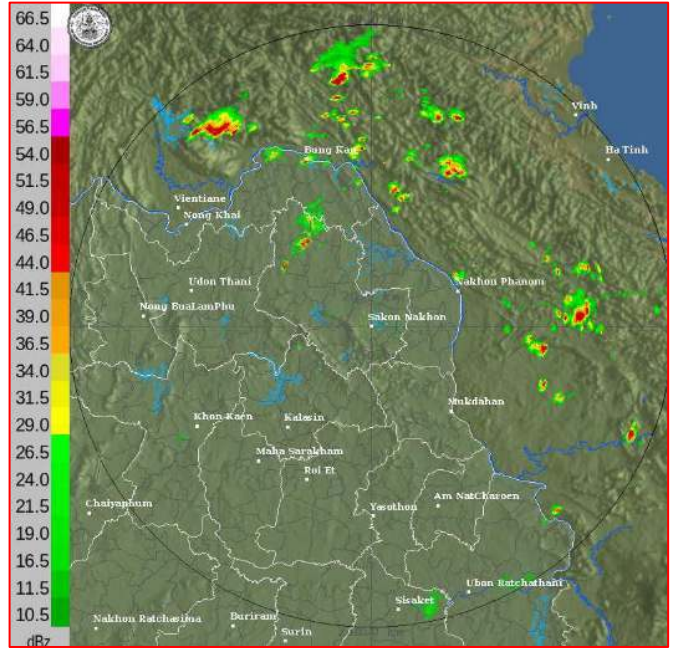 66.5
64.0
61.5
59.0
56.5
54.0
51.5
49.0
46.5
44.0
41.5
39.0
36.5
34.0
31.5
29.0
26.5
24.0
21.5
19.0
16.5
14.0
11.5
10.5
dBz
Vinh
Ha Tinh
Bung Kan
Vientiane
Nong Khai
Udon Thani
Nakhon Phanom
Nong BuaLamPhu
Sakon Nakhon
Mukdahan
Khon Kaen
Kalasin
Maha Sarakham
Roi Et
Chaiyaphum
Yasothon
Am NatCharoen
Ubon Ratchathani
Sisaket
Nakhon Ratchasima
Buriram
Surin